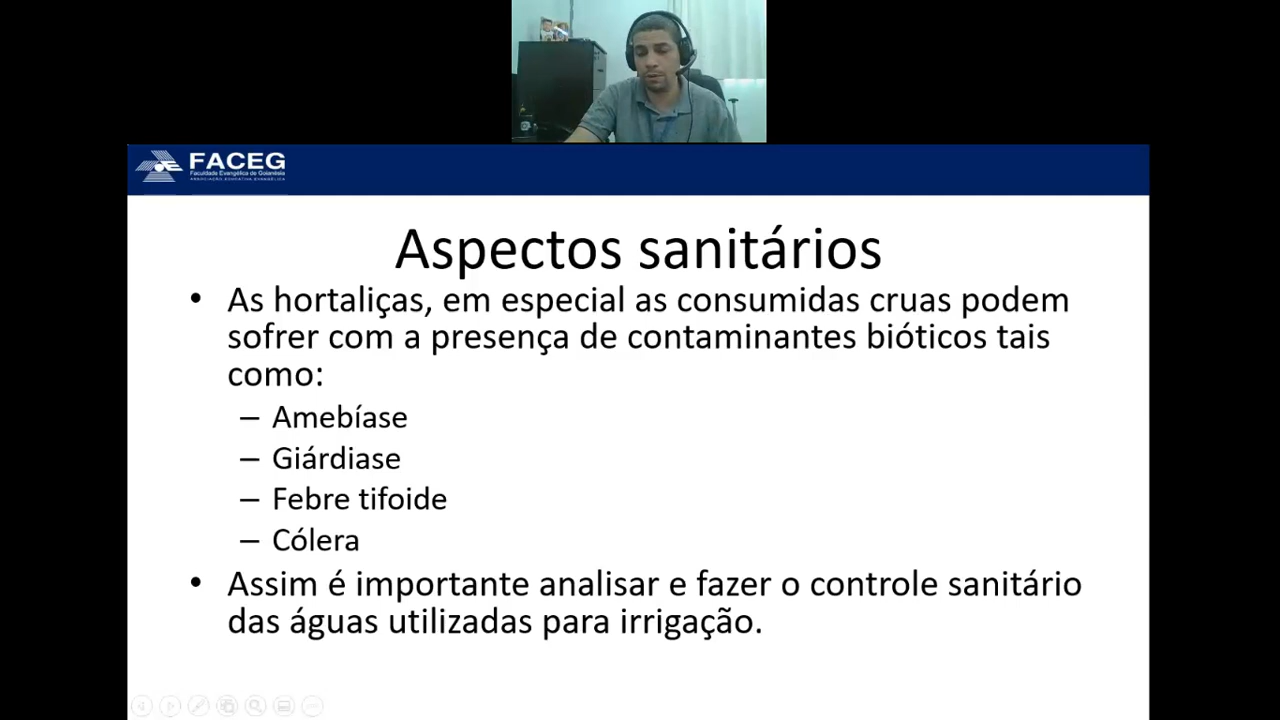 FACEG
Faculdade Evangélica de Goianésia
ASSOCIAÇÃO EDUCATIVA EVANGÉLICA
Aspectos sanitários
• As hortaliças, em especial as consumidas cruas podem
sofrer com a presença de contaminantes bióticos tais
como:
– Amebíase
– Giárdiase
– Febre tifoide
– Cólera
• Assim é importante analisar e fazer o controle sanitário
das águas utilizadas para irrigação.